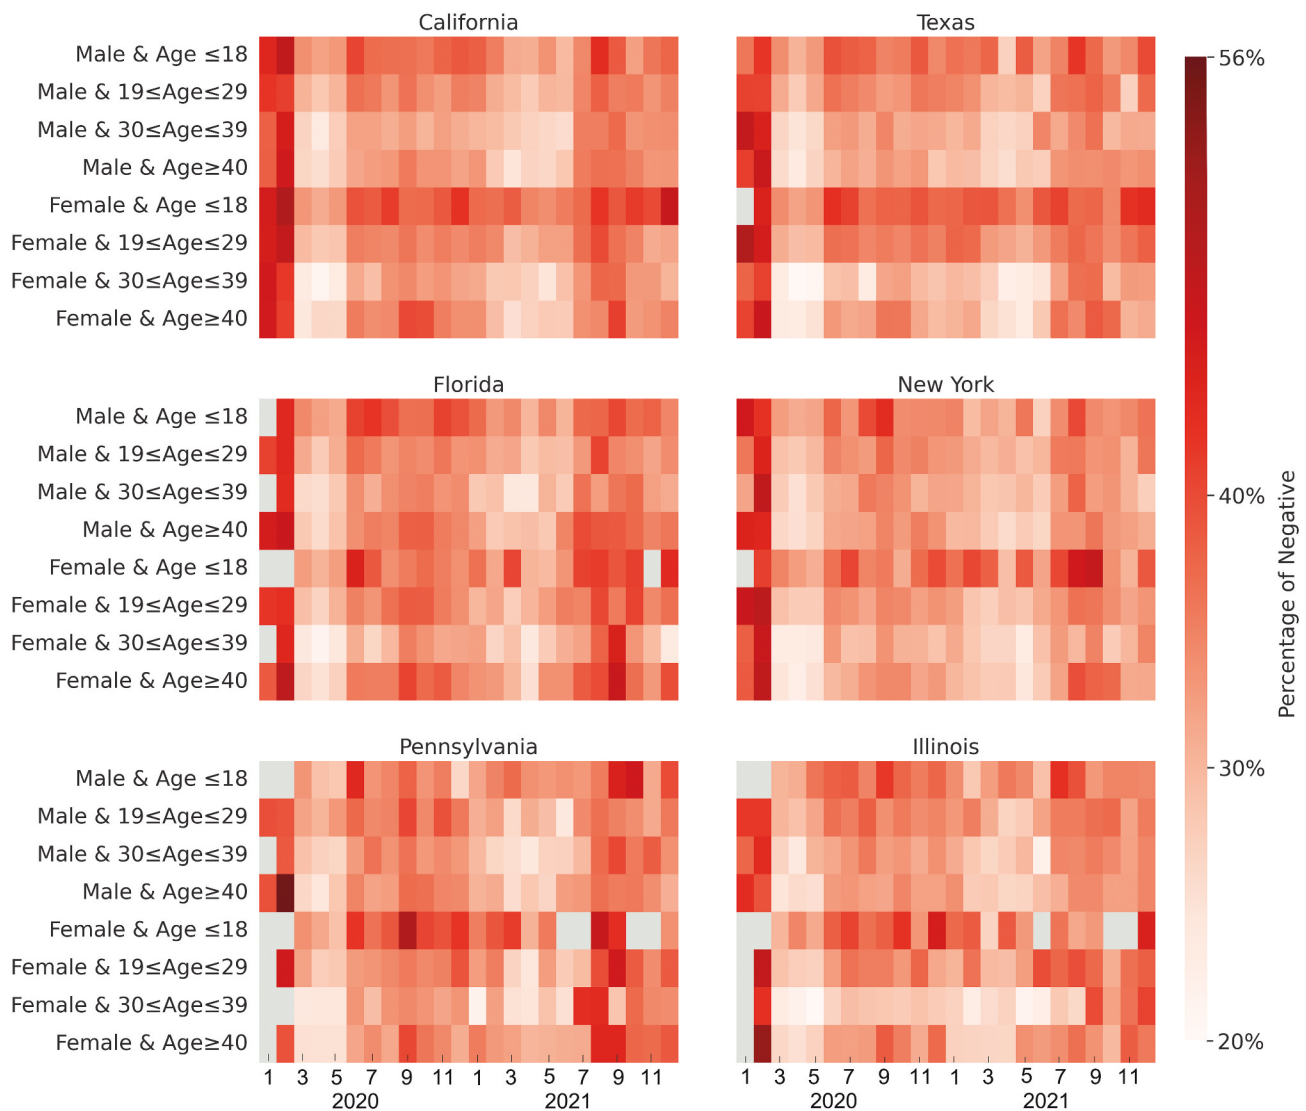 California
Texas
Male & Age ≤18
Male & 19≤Age≤29
Male & 30≤Age≤39
Male & Age≥40
Female & Age ≤18
Female & 19≤Age≤29
Female & 30≤Age≤39
Female & Age≥40
Florida
New York
Male & Age ≤18
Male & 19≤Age≤29
Male & 30≤Age≤39
Male & Age≥40
Female & Age ≤18
Female & 19≤Age≤29
Female & 30≤Age≤39
Female & Age≥40
Pennsylvania
Illinois
Male & Age ≤18
Male & 19≤Age≤29
Male & 30≤Age≤39
Male & Age≥40
Female & Age ≤18
Female & 19≤Age≤29
Female & 30≤Age≤39
Female & Age≥40
1 3 5 7 9 11 1 3 5 7 9 11
2020 2021
1 3 5 7 9 11 1 3 5 7 9 11
2020 2021
56%
40%
30%
20%
Percentage of Negative